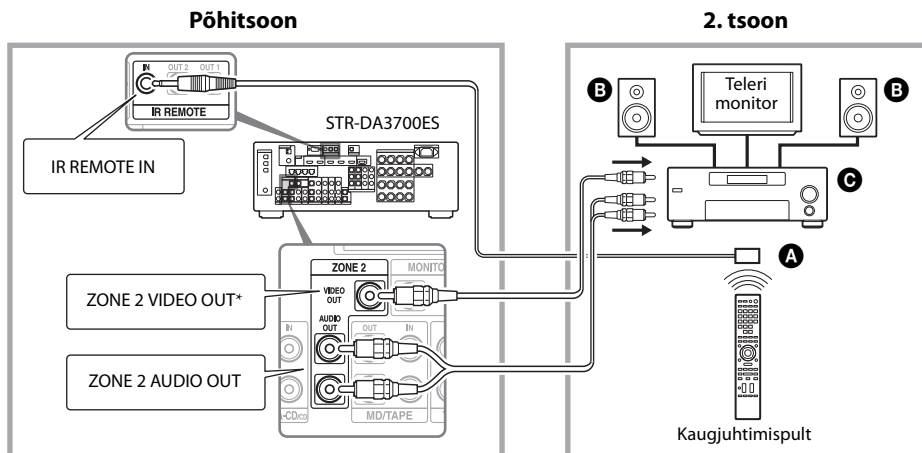 Põhitsoon
2. tsoon
IN OUT 2 OUT 1
IR REMOTE
IR REMOTE IN
STR-DA3700ES
B
Teleri
monitor
B
C
A
ZONE 2 MONITO
VIDEO
OUT
ZONE 2 VIDEO OUT*
AUDIO
OUT
IN OUT IN
ZONE 2 AUDIO OUT
A-CD/CD MD/TAPE
Kaugjuhtimispult